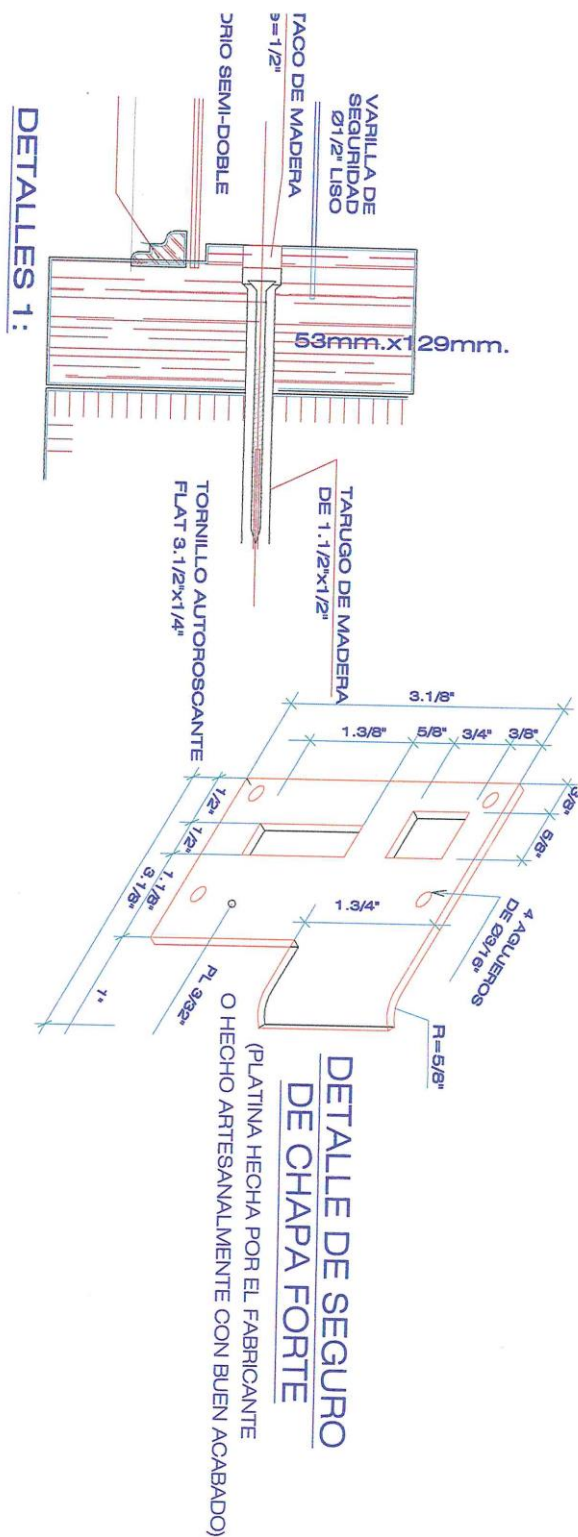 VARILLA DE
SEGURIDAD
Ø1/2" LISO
TACO DE MADERA
=1/2"
ORIO SEMI-DOBLE
DETALLES 1:
53mm.x129mm.
TARUGO DE MADERA
DE 1.1/2"x1/2"
TORNILLO AUTOROSCANTE
FLAT 3.1/2"x1/4"
3.1/8"
1.3/8"
5/8"
3/4"
3/8"
5/8"
1/2"
1/2"
1.1/8"
3.1/8"
1"
1.3/4"
4 AGUJEROS
DE Ø3/16"
PL 3/32"
R=5/8"
DETALLE DE SEGURO
DE CHAPA FORTE
(PLATINA HECHA POR EL FABRICANTE
O HECHO ARTESANALMENTE CON BUEN ACABADO)